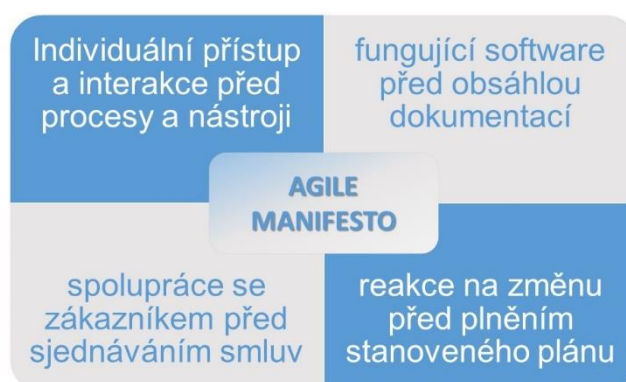 Individuální přístup
a interakce před
procesy a nástroji
fungující software
před obsáhlou
dokumentací
AGILE
MANIFESTO
spolupráce se
zákazníkem před
sjednáváním smluv
reakce na změnu
před plněním
stanoveného plánu